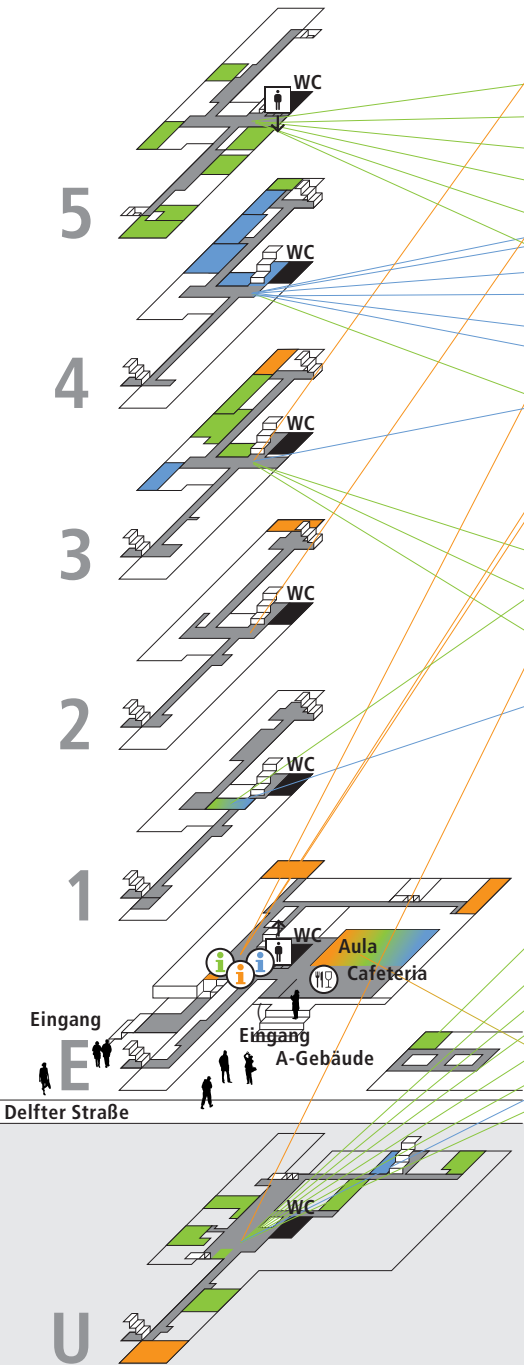 WC
5
WC
4
WC
3
WC
2
WC
1
WC
Aula
i
i
i
Cafeteria
Eingang
Eingang
A-Gebäude
E
Delfter Straße
WC
U